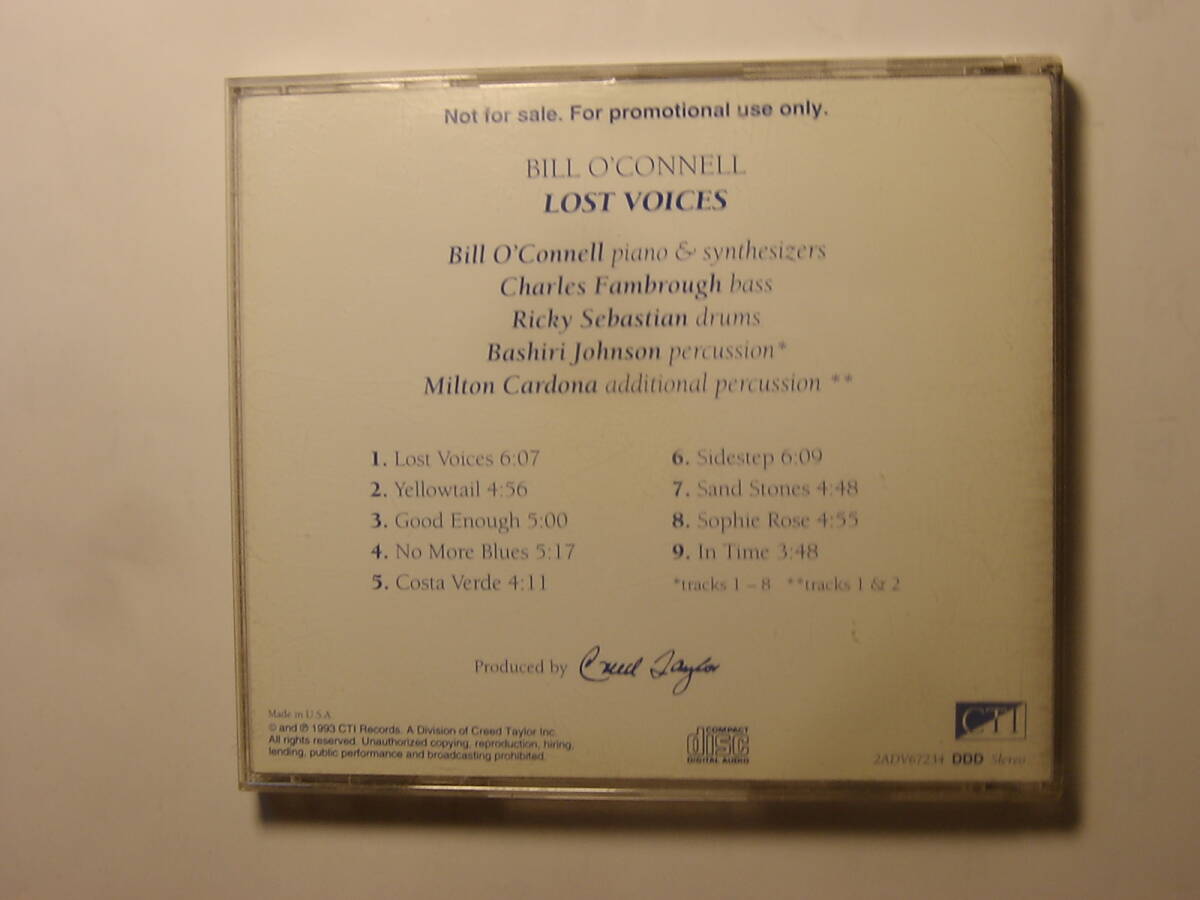 Not for sale. For promotional use only.
BILL O'CONNELL
LOST VOICES
Bill O'Connell piano & synthesizers
Charles Fambrough bass
Ricky Sebastian drums
Bashiri Johnson percussion*
Milton Cardona additional percussion **
1. Lost Voices 6:07
2. Yellowtail 4:56
3. Good Enough 5:00
4. No More Blues 5:17
5. Costa Verde 4:11
6. Sidestep 6:09
7. Sand Stones 4:48
8. Sophie Rose 4:55
9. In Time 3:48
*tracks 1 – 8 **tracks 1 & 2
Produced by Creed Taylor
Made in U.S.A.
© and ℗ 1993 CTI Records. A Division of Creed Taylor Inc.
All rights reserved. Unauthorized copying, reproduction, hiring,
lending, public performance and broadcasting prohibited.
COMPACT
disc
DIGITAL AUDIO
CTI
2ADV67234 DDD Stereo